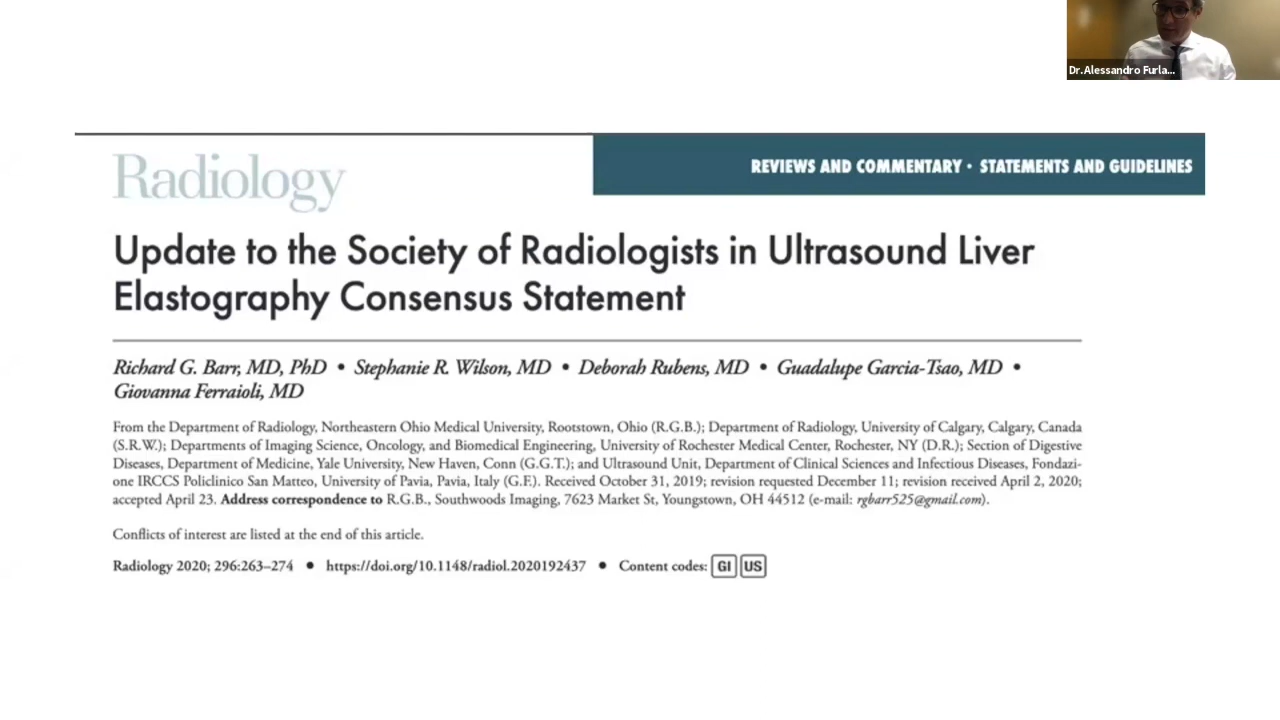 Dr.Alessandro Furla...
Radiology
REVIEWS AND COMMENTARY • STATEMENTS AND GUIDELINES
Update to the Society of Radiologists in Ultrasound Liver
Elastography Consensus Statement
Richard G. Barr, MD, PhD • Stephanie R. Wilson, MD • Deborah Rubens, MD • Guadalupe Garcia-Tsao, MD •
Giovanna Ferraioli, MD
From the Department of Radiology, Northeastern Ohio Medical University, Rootstown, Ohio (R.G.B.); Department of Radiology, University of Calgary, Calgary, Canada
(S.R.W.); Departments of Imaging Science, Oncology, and Biomedical Engineering, University of Rochester Medical Center, Rochester, NY (D.R.); Section of Digestive
Diseases, Department of Medicine, Yale University, New Haven, Conn (G.G.T.); and Ultrasound Unit, Department of Clinical Sciences and Infectious Diseases, Fondazi-
one IRCCS Policlinico San Matteo, University of Pavia, Pavia, Italy (G.F.). Received October 31, 2019; revision requested December 11; revision received April 2, 2020;
accepted April 23. Address correspondence to R.G.B., Southwoods Imaging, 7623 Market St, Youngstown, OH 44512 (e-mail: rgbarr525@gmail.com).
Conflicts of interest are listed at the end of this article.
Radiology 2020; 296:263–274 • https://doi.org/10.1148/radiol.2020192437 • Content codes: GI US